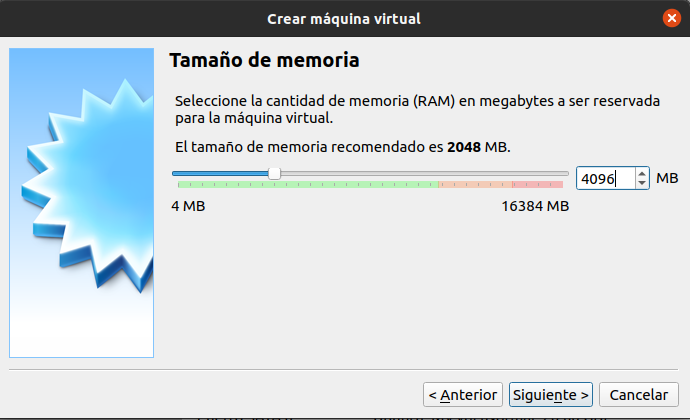 Crear máquina virtual
Tamaño de memoria
Seleccione la cantidad de memoria (RAM) en megabytes a ser reservada
para la máquina virtual.
El tamaño de memoria recomendado es 2048 MB.
4096 MB
4 MB 16384 MB
< Anterior Siguiente > Cancelar